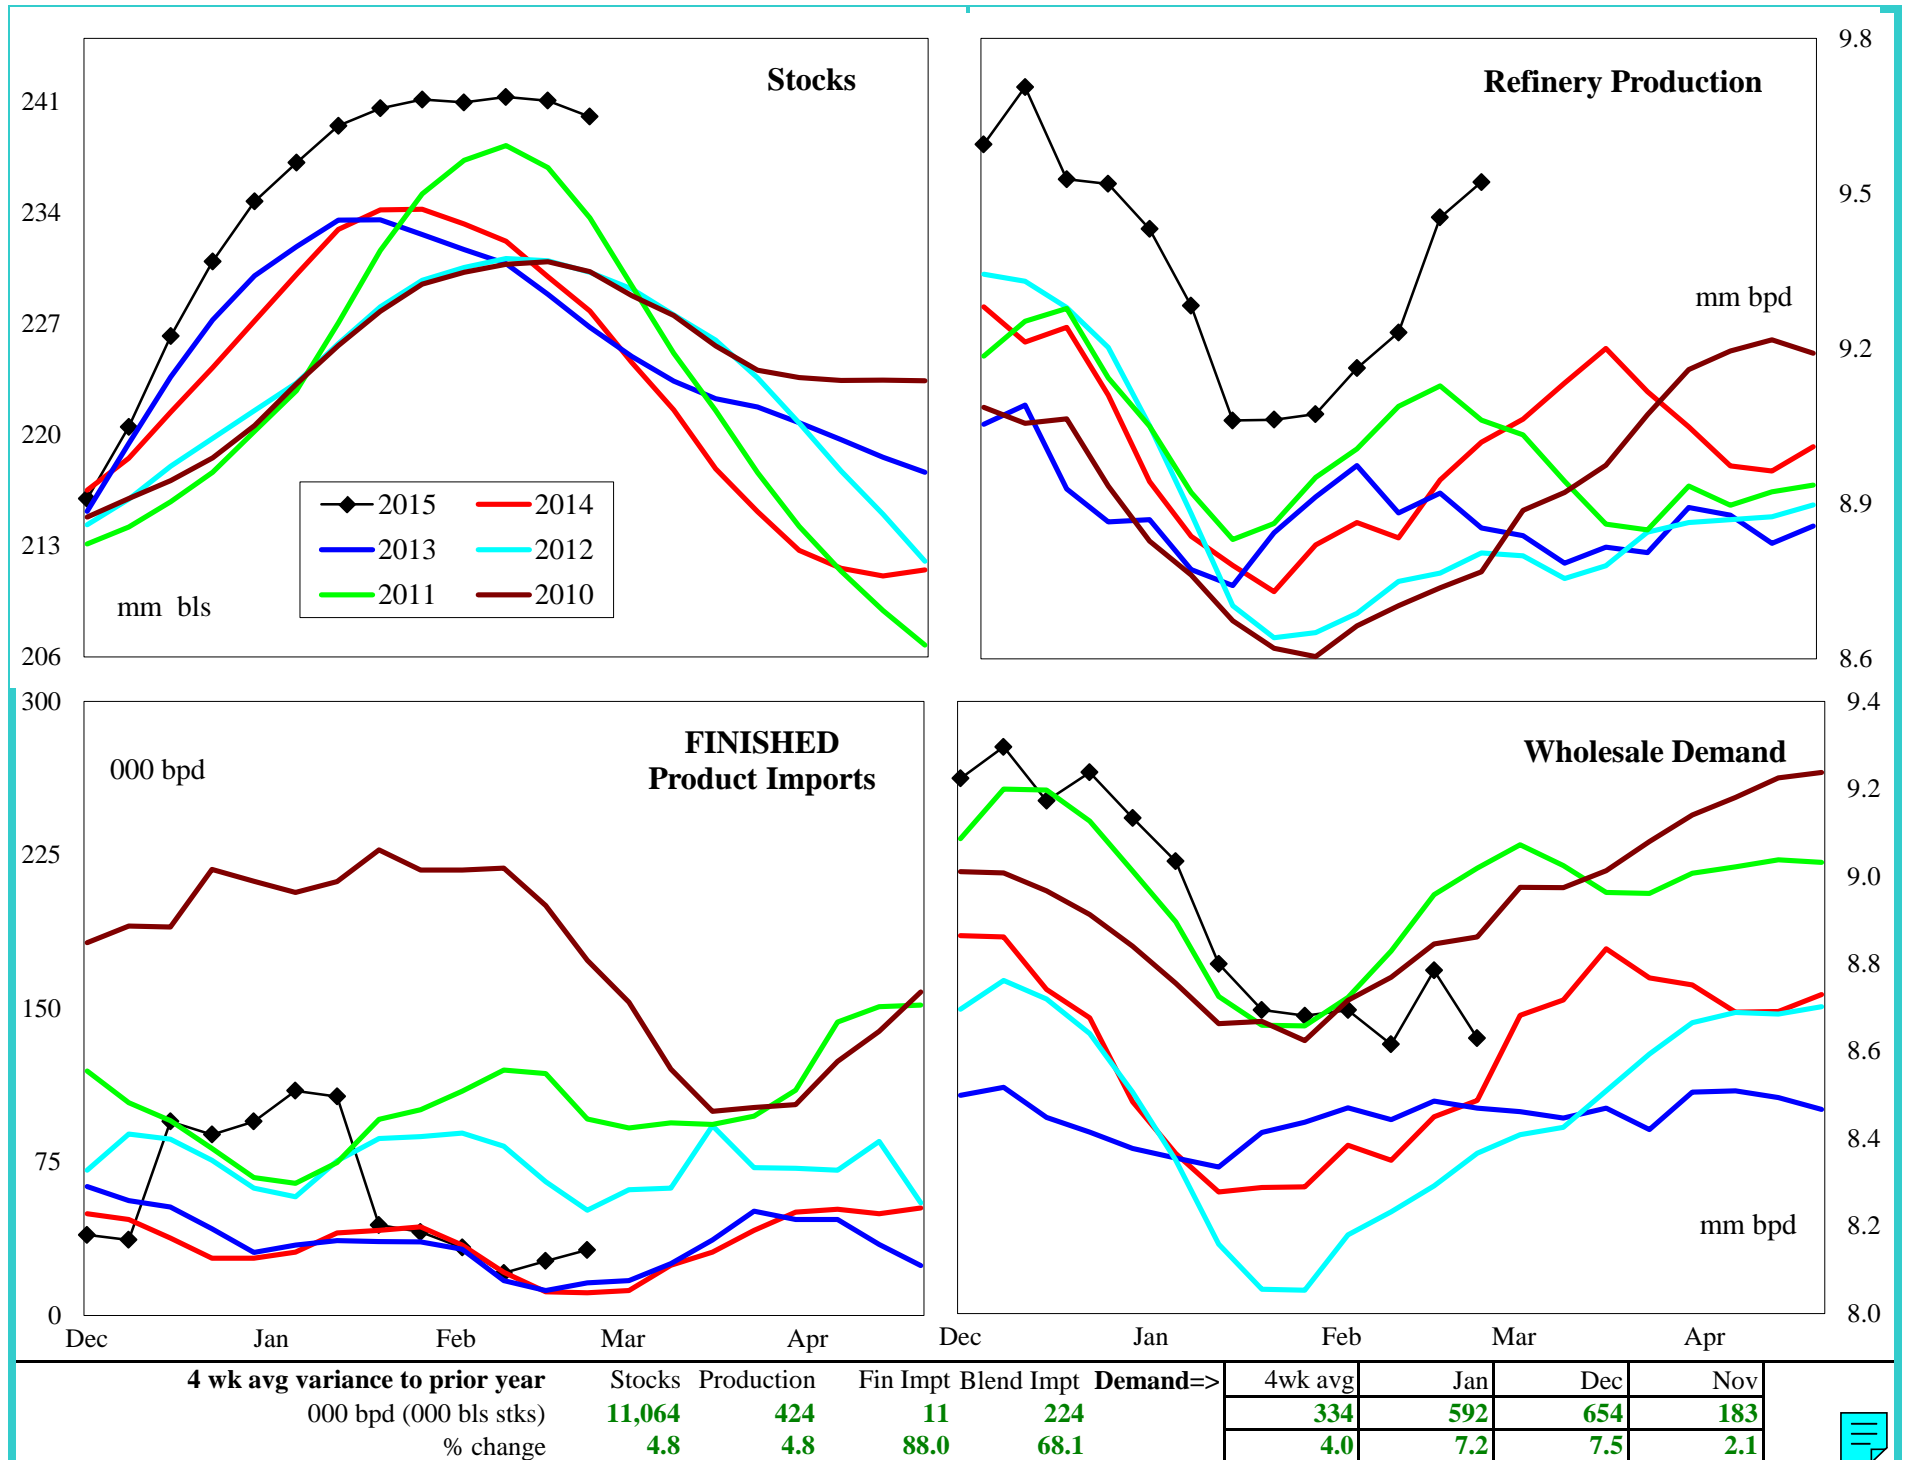 Stocks
241
234
227
220
213
206
mm bls
2015
2014
2013
2012
2011
2010
Refinery Production
mm bpd
9.8
9.5
9.2
8.9
8.6
FINISHED
Product Imports
000 bpd
300
225
150
75
0
Dec Jan Feb Mar Apr
Wholesale Demand
mm bpd
9.4
9.2
9.0
8.8
8.6
8.4
8.2
8.0
Dec Jan Feb Mar Apr
4 wk avg variance to prior year Stocks Production Fin Impt Blend Impt Demand=> 4wk avg Jan Dec Nov
000 bpd (000 bls stks) 11,064 424 11 224 334 592 654 183
% change 4.8 4.8 88.0 68.1 4.0 7.2 7.5 2.1